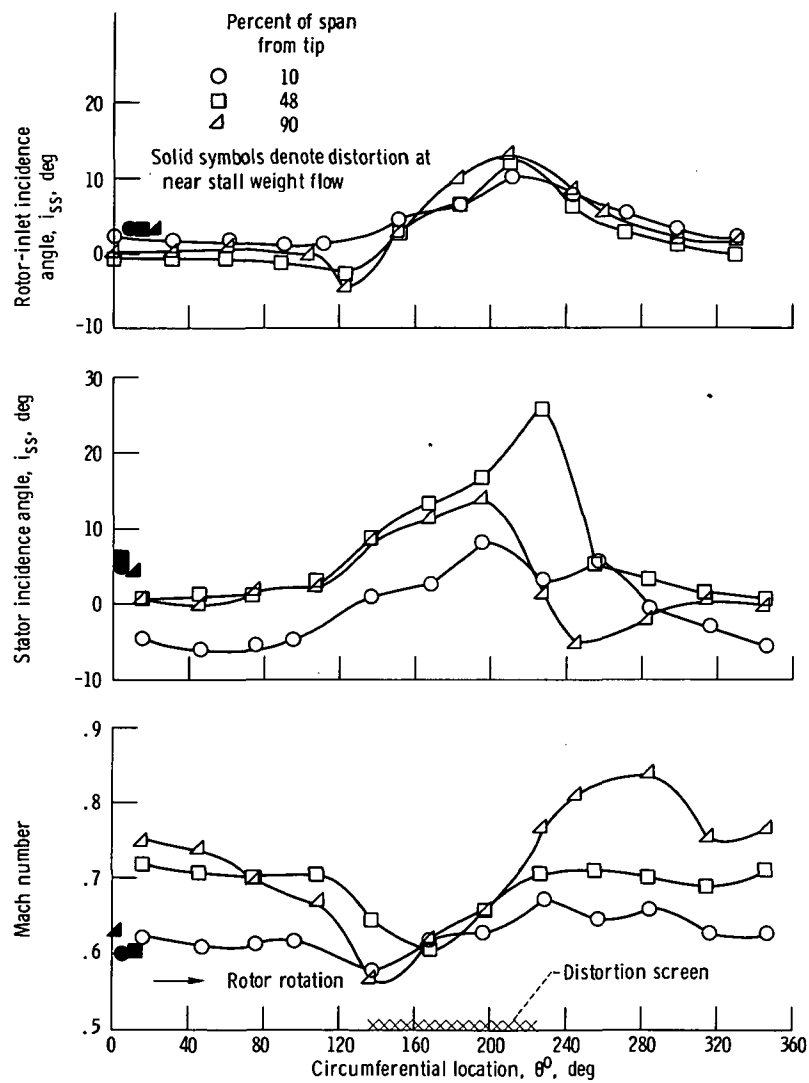 Percent of span
from tip
10
48
90
Solid symbols denote distortion at
near stall weight flow
Rotor-inlet incidence
angle, iss, deg
20
10
0
-10
Stator incidence angle, iss, deg
30
20
10
0
-10
Mach number
.9
.8
.7
.6
.5
Rotor rotation
Distortion screen
0 40 80 120 160 200 240 280 320 360
Circumferential location, θ⁰, deg